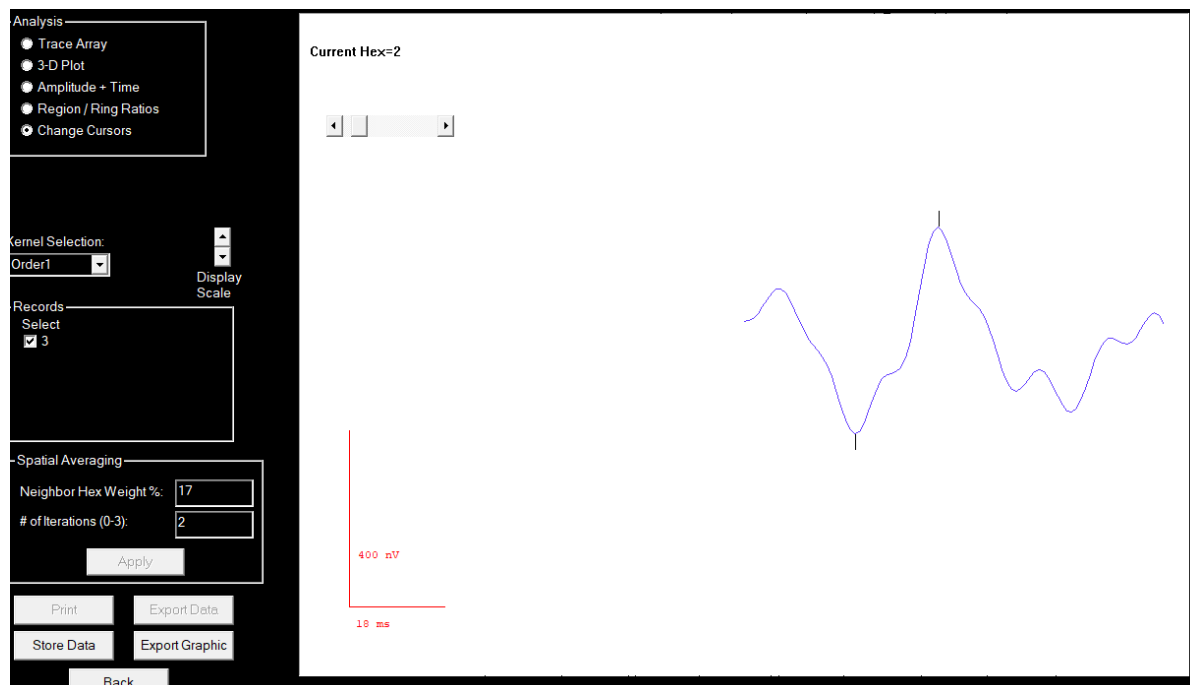 Analysis
Trace Array
3-D Plot
Amplitude + Time
Region / Ring Ratios
Change Cursors
Kernel Selection:
Order1
Display
Scale
Records
Select
3
Spatial Averaging
Neighbor Hex Weight %: 17
# of Iterations (0-3): 2
Apply
Print Export Data
Store Data Export Graphic
Back
Current Hex=2
400 nV
18 ms